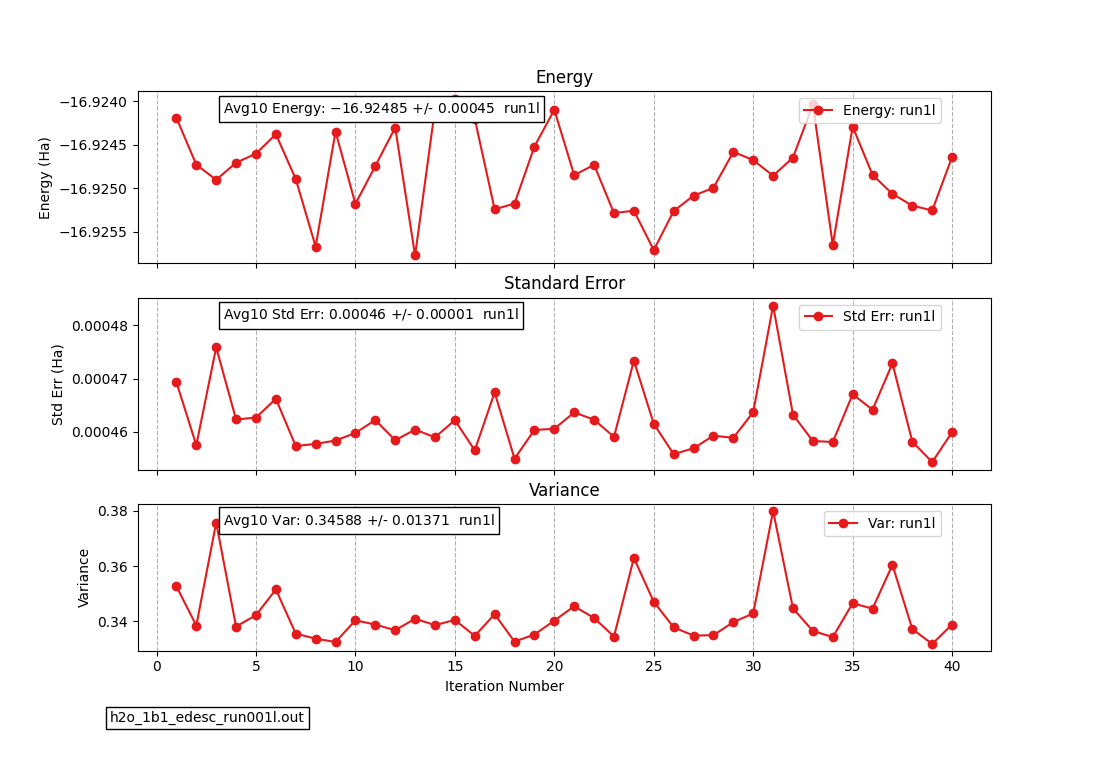 Energy
−16.9240
−16.9245
−16.9250
−16.9255
Energy (Ha)
Avg10 Energy: −16.92485 +/- 0.00045  run1l
Energy: run1l
Standard Error
0.00048
0.00047
0.00046
Std Err (Ha)
Avg10 Std Err: 0.00046 +/- 0.00001  run1l
Std Err: run1l
Variance
0.38
0.36
0.34
Variance
Avg10 Var: 0.34588 +/- 0.01371  run1l
Var: run1l
0 5 10 15 20 25 30 35 40
Iteration Number
h2o_1b1_edesc_run001l.out